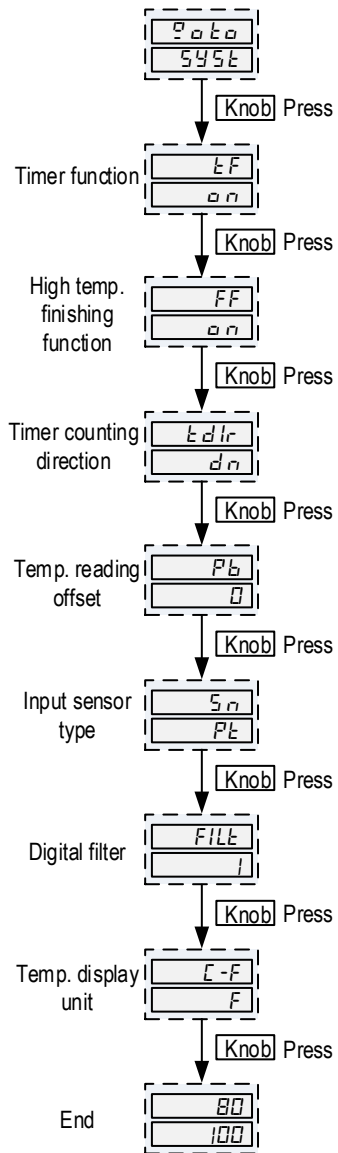 goto
SYSt
Knob Press
Timer function
tF
on
Knob Press
High temp.
finishing
function
FF
on
Knob Press
Timer counting
direction
tdIr
dn
Knob Press
Temp. reading
offset
Pb
0
Knob Press
Input sensor
type
Sn
Pt
Knob Press
Digital filter
FILt
1
Knob Press
Temp. display
unit
C-F
F
Knob Press
End
80
100